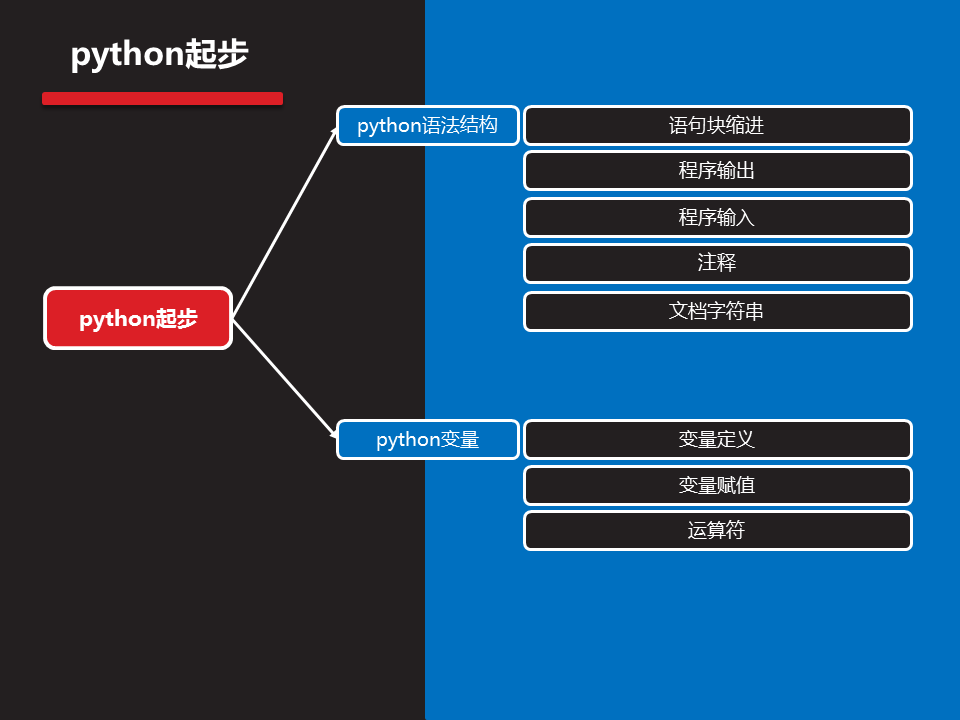 python起步
python语法结构
语句块缩进
程序输出
程序输入
注释
文档字符串
python起步
python变量
变量定义
变量赋值
运算符